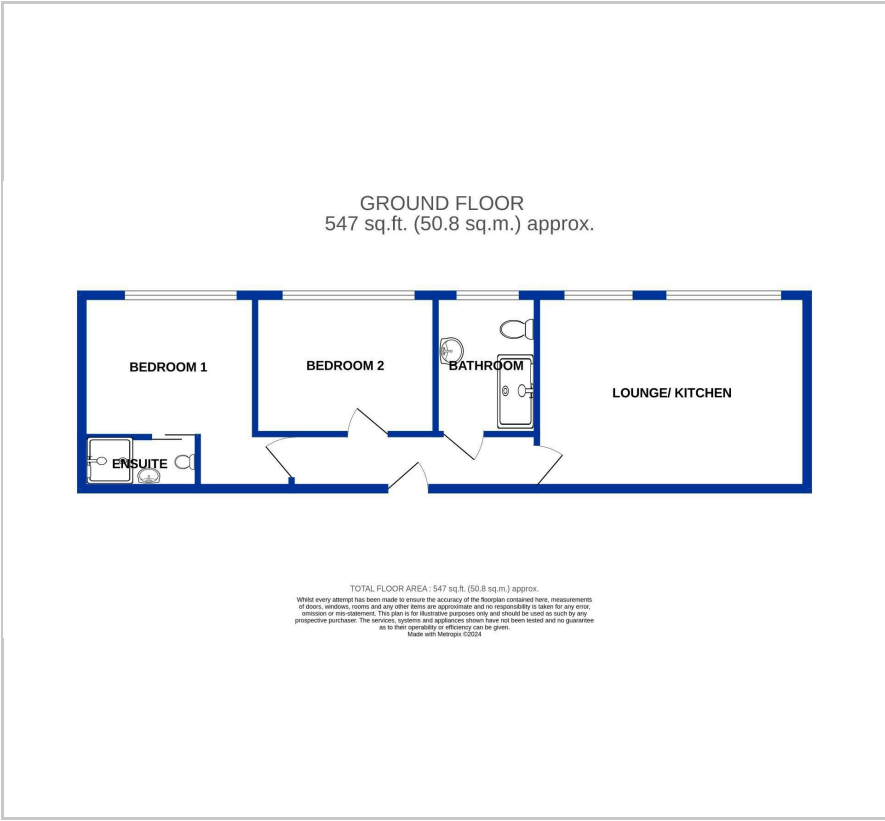 GROUND FLOOR
547 sq.ft. (50.8 sq.m.) approx.
BEDROOM 1
BEDROOM 2
BATHROOM
LOUNGE/ KITCHEN
ENSUITE
TOTAL FLOOR AREA : 547 sq.ft. (50.8 sq.m.) approx.
Whilst every attempt has been made to ensure the accuracy of the floorplan contained here, measurements
of doors, windows, rooms and any other items are approximate and no responsibility is taken for any error,
omission or mis-statement. This plan is for illustrative purposes only and should be used as such by any
prospective purchaser. The services, systems and appliances shown have not been tested and no guarantee
as to their operability or efficiency can be given.
Made with Metropix ©2024